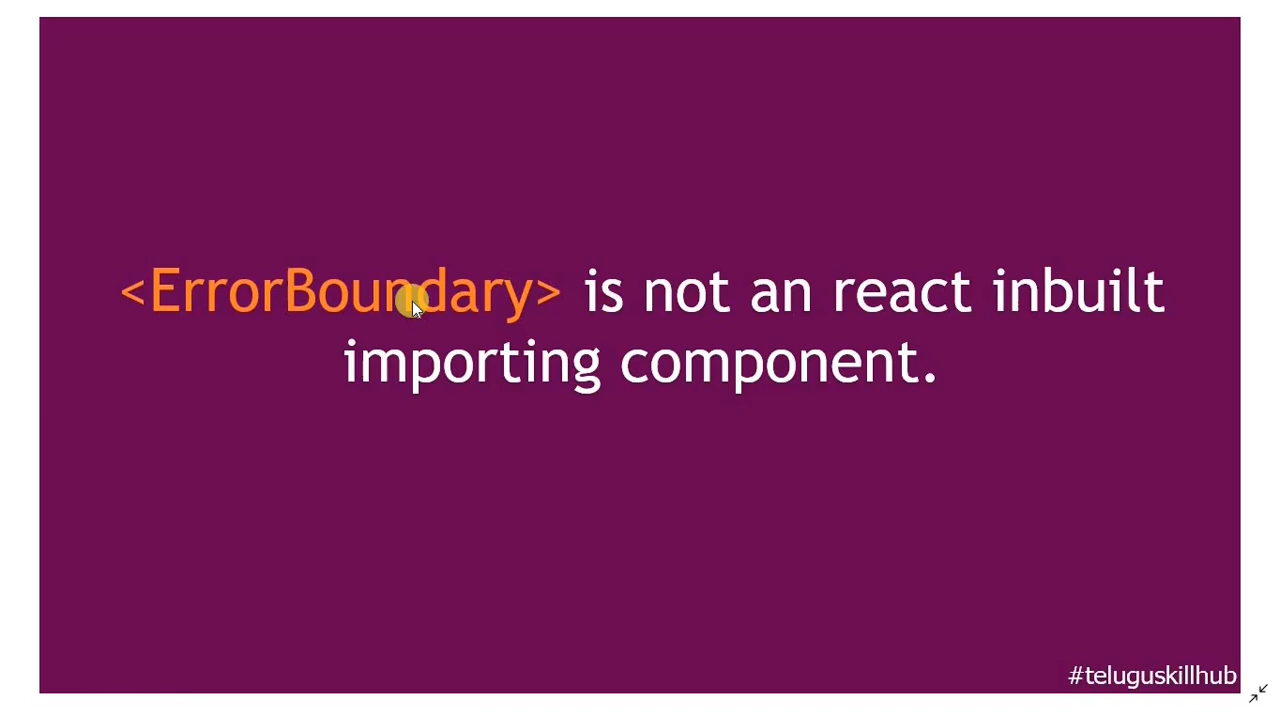 <ErrorBoundary> is not an react inbuilt
importing component.
#teluguskillhub